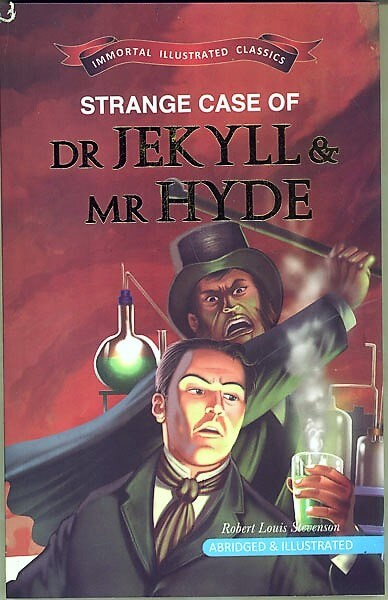 IMMORTAL ILLUSTRATED CLASSICS
STRANGE CASE OF
DR JEKYLL &
MR HYDE
Robert Louis Stevenson
ABRIDGED & ILLUSTRATED